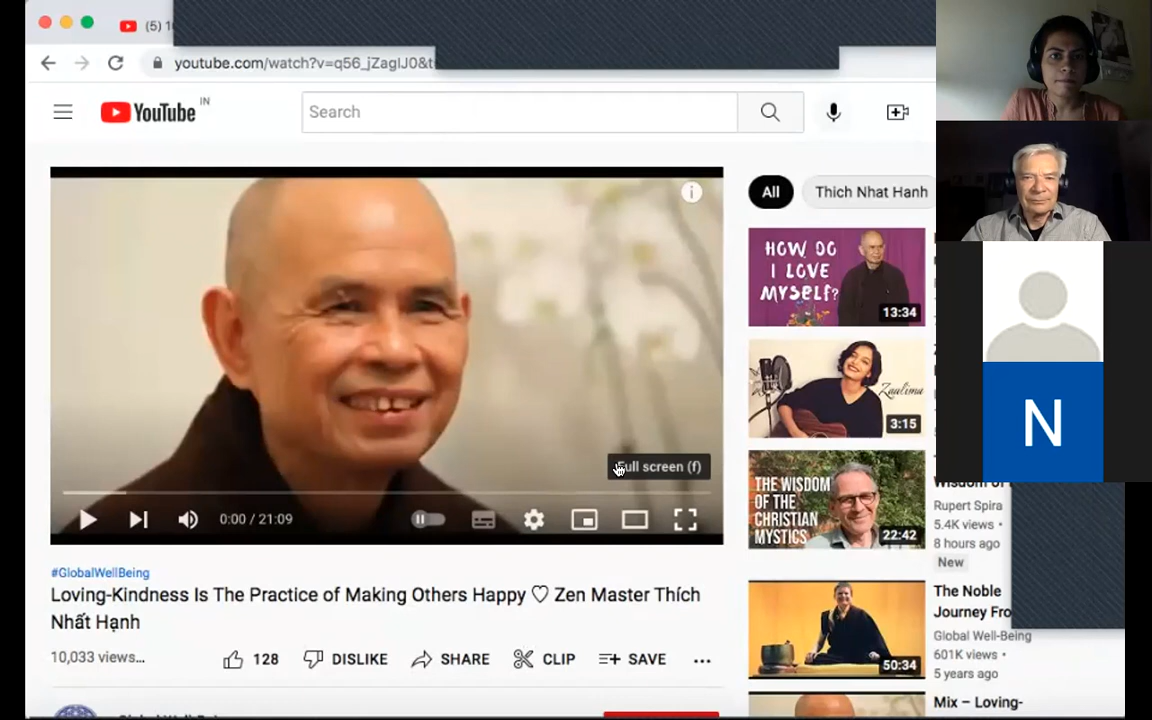 (5)
youtube.com/watch?v=q56_jZagIJ0&t
YouTube IN
Search
All
Thich Nhat Hanh
HOW DO
I LOVE
MYSELF?
13:34
Zaulima
3:15
Full screen (f)
0:00 / 21:09
THE WISDOM
OF THE
CHRISTIAN
MYSTICS
22:42
Rupert Spira
5.4K views •
8 hours ago
New
N
#GlobalWellBeing
Loving-Kindness Is The Practice of Making Others Happy ♡ Zen Master Thích
Nhất Hạnh
10,033 views...
128
DISLIKE
SHARE
CLIP
SAVE
50:34
The Noble
Journey Fro
Global Well-Being
601K views •
5 years ago
Mix – Loving-